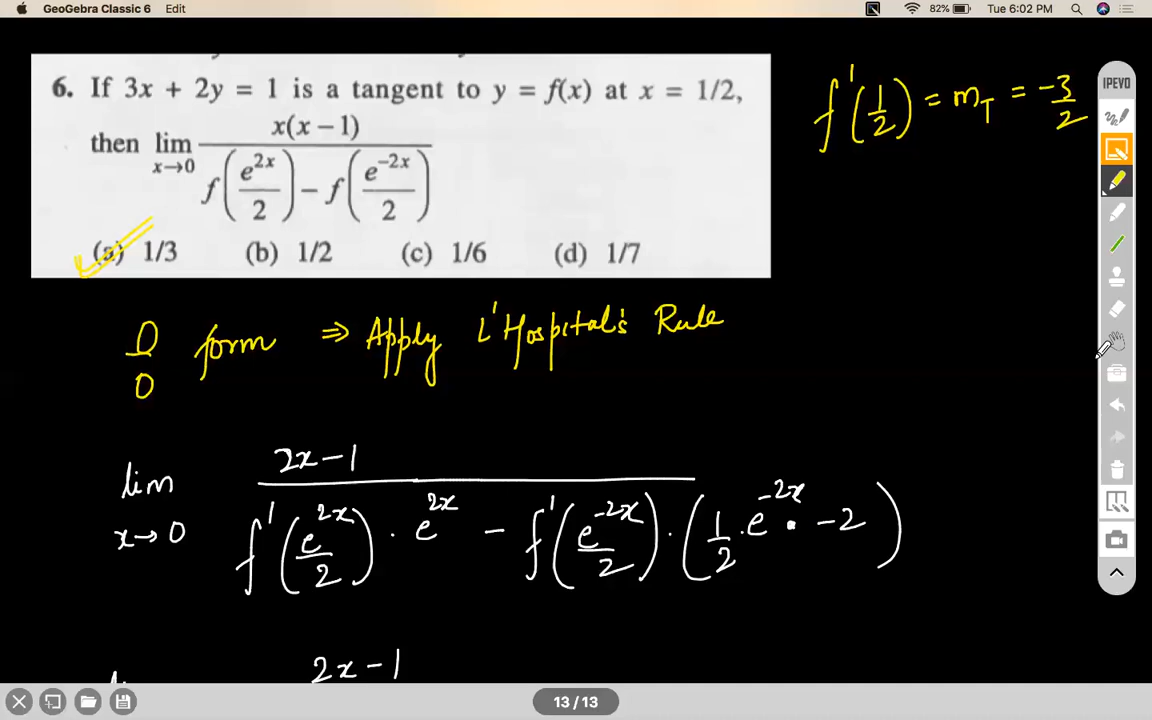 GeoGebra Classic 6 Edit 82% Tue 6:02 PM
6. If 3x + 2y = 1 is a tangent to y = f(x) at x = 1/2,
then lim x→0 x(x − 1) / f(e^2x / 2) − f(e^−2x / 2)
(a) 1/3 (b) 1/2 (c) 1/6 (d) 1/7
f'(1/2) = m_T = −3/2
IPEVO
0/0 form ⇒ Apply L'Hospital's Rule
lim x→0 2x−1 / f'(e^2x / 2) · e^2x − f'(e^−2x / 2) · (1/2 · e^−2x · −2)
2x−1
13 / 13